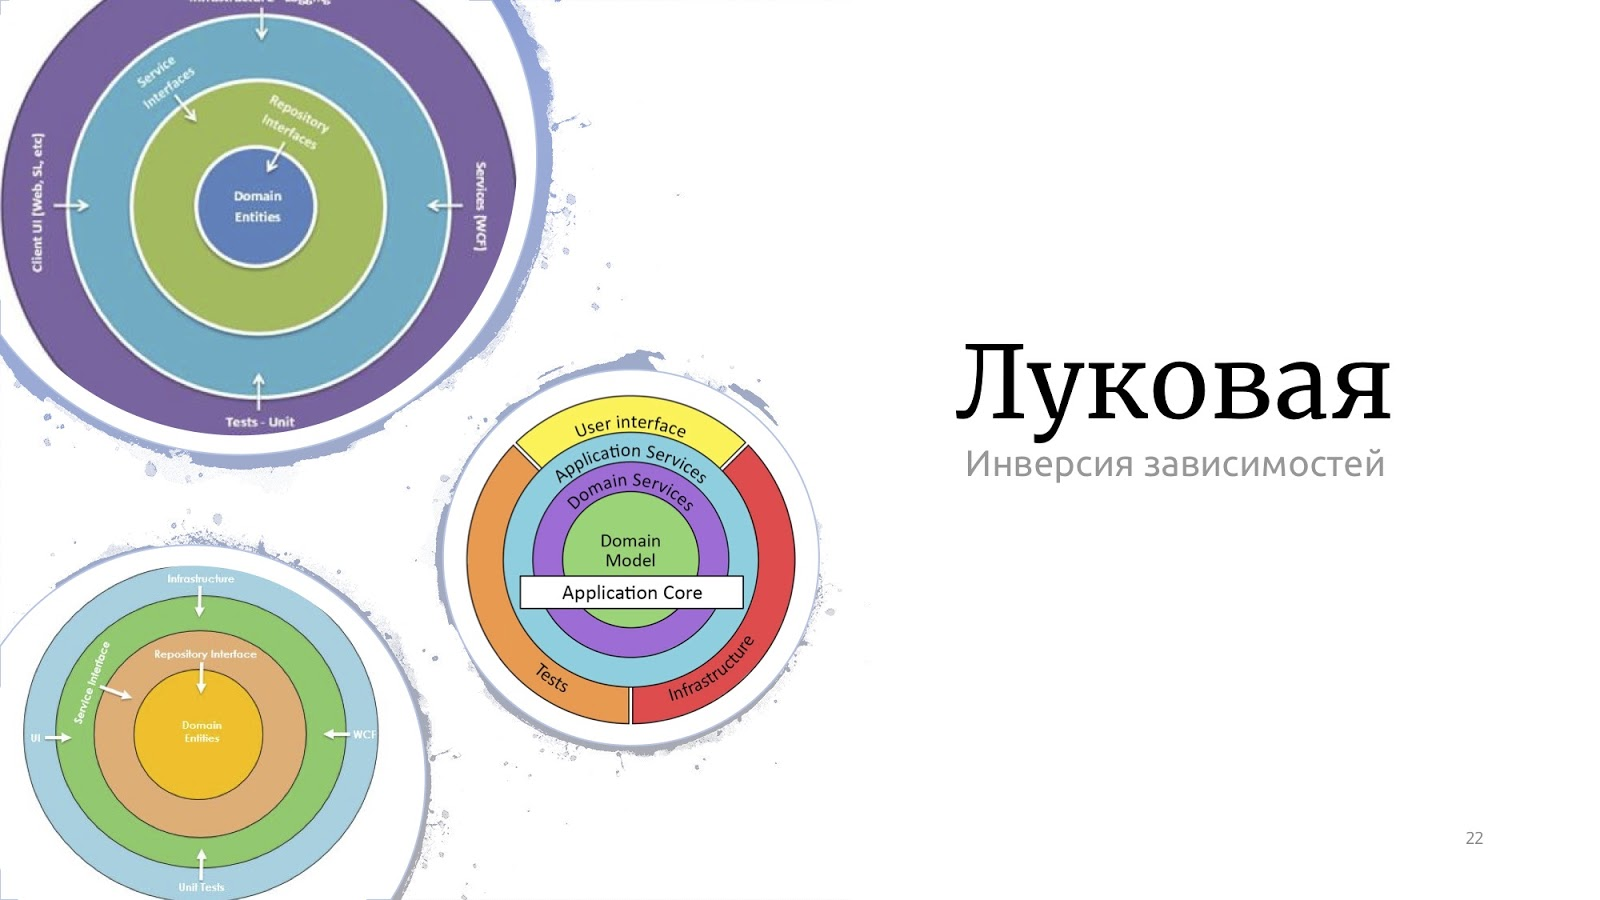 Service
Interfaces
Repository
Interfaces
Domain
Entities
Client UI (Web, SL, etc)
Services (WCF)
Tests - Unit
User interface
Application Services
Domain Services
Domain
Model
Application Core
Tests
Infrastructure
Infrastructure
Service Interface
Repository Interface
Domain
Entities
UI
WCF
Unit Tests
Луковая
Инверсия зависимостей
22